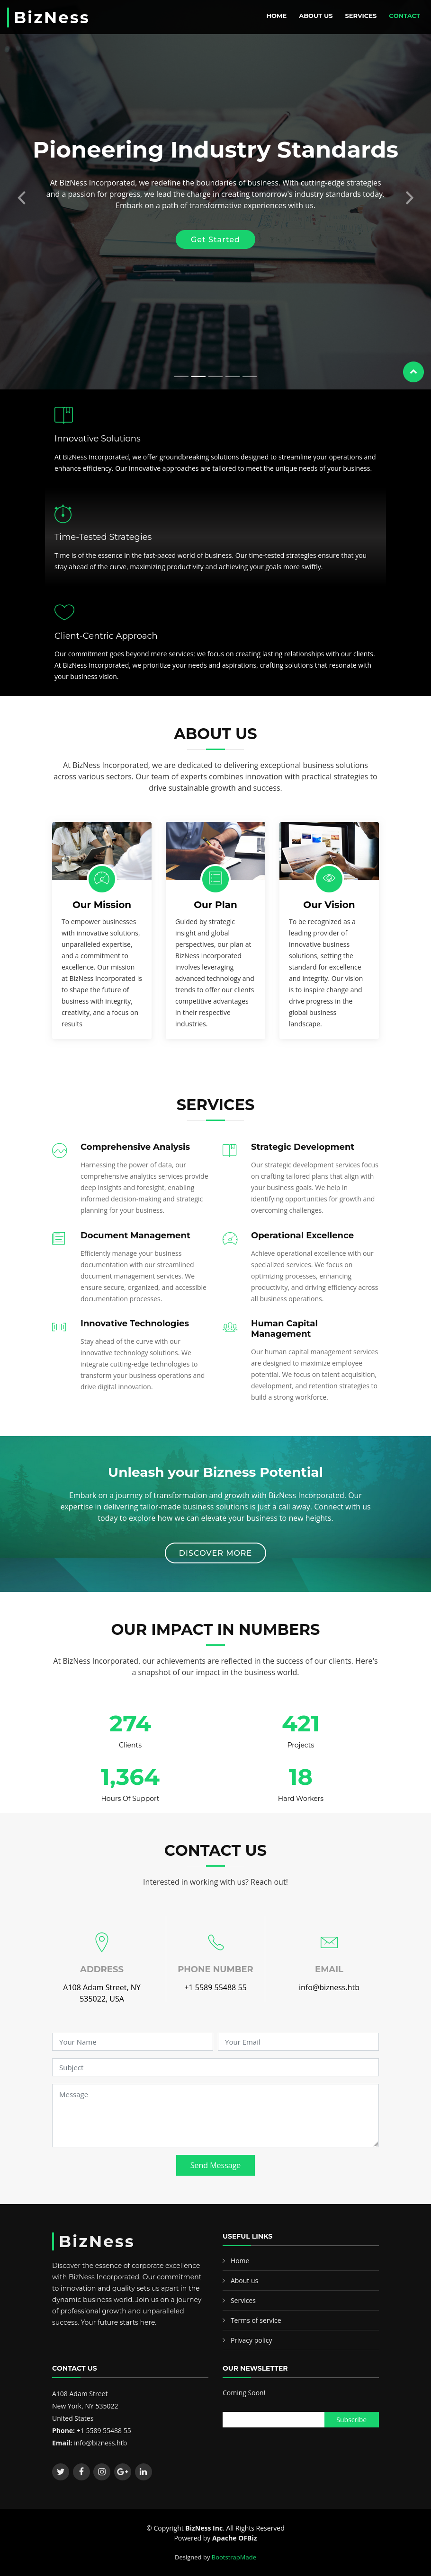 BizNess
HOME
ABOUT US
SERVICES
CONTACT
Pioneering Industry Standards
At BizNess Incorporated, we redefine the boundaries of business. With cutting-edge strategies
and a passion for progress, we lead the charge in creating tomorrow's industry standards today.
Embark on a path of transformative experiences with us.
Get Started
Innovative Solutions
At BizNess Incorporated, we offer groundbreaking solutions designed to streamline your operations and
enhance efficiency. Our innovative approaches are tailored to meet the unique needs of your business.
Time-Tested Strategies
Time is of the essence in the fast-paced world of business. Our time-tested strategies ensure that you
stay ahead of the curve, maximizing productivity and achieving your goals more swiftly.
Client-Centric Approach
Our commitment goes beyond mere services; we focus on creating lasting relationships with our clients.
At BizNess Incorporated, we prioritize your needs and aspirations, crafting solutions that resonate with
your business vision.
ABOUT US
At BizNess Incorporated, we are dedicated to delivering exceptional business solutions
across various sectors. Our team of experts combines innovation with practical strategies to
drive sustainable growth and success.
Our Mission
To empower businesses
with innovative solutions,
unparalleled expertise,
and a commitment to
excellence. Our mission
at BizNess Incorporated is
to shape the future of
business with integrity,
creativity, and a focus on
results
Our Plan
Guided by strategic
insight and global
perspectives, our plan at
BizNess Incorporated
involves leveraging
advanced technology and
trends to offer our clients
competitive advantages
in their respective
industries.
Our Vision
To be recognized as a
leading provider of
innovative business
solutions, setting the
standard for excellence
and integrity. Our vision
is to inspire change and
drive progress in the
global business
landscape.
SERVICES
Comprehensive Analysis
Harnessing the power of data, our
comprehensive analytics services provide
deep insights and foresight, enabling
informed decision-making and strategic
planning for your business.
Strategic Development
Our strategic development services focus
on crafting tailored plans that align with
your business goals. We help in
identifying opportunities for growth and
overcoming challenges.
Document Management
Efficiently manage your business
documentation with our streamlined
document management services. We
ensure secure, organized, and accessible
documentation processes.
Operational Excellence
Achieve operational excellence with our
specialized services. We focus on
optimizing processes, enhancing
productivity, and driving efficiency across
all business operations.
Innovative Technologies
Stay ahead of the curve with our
innovative technology solutions. We
integrate cutting-edge technologies to
transform your business operations and
drive digital innovation.
Human Capital
Management
Our human capital management services
are designed to maximize employee
potential. We focus on talent acquisition,
development, and retention strategies to
build a strong workforce.
Unleash your Bizness Potential
Embark on a journey of transformation and growth with BizNess Incorporated. Our
expertise in delivering tailor-made business solutions is just a call away. Connect with us
today to explore how we can elevate your business to new heights.
DISCOVER MORE
OUR IMPACT IN NUMBERS
At BizNess Incorporated, our achievements are reflected in the success of our clients. Here's
a snapshot of our impact in the business world.
274
Clients
421
Projects
1,364
Hours Of Support
18
Hard Workers
CONTACT US
Interested in working with us? Reach out!
ADDRESS
A108 Adam Street, NY
535022, USA
PHONE NUMBER
+1 5589 55488 55
EMAIL
info@bizness.htb
Your Name
Your Email
Subject
Message
Send Message
BizNess
Discover the essence of corporate excellence
with BizNess Incorporated. Our commitment
to innovation and quality sets us apart in the
dynamic business world. Join us on a journey
of professional growth and unparalleled
success. Your future starts here.
USEFUL LINKS
Home
About us
Services
Terms of service
Privacy policy
CONTACT US
A108 Adam Street
New York, NY 535022
United States
Phone: +1 5589 55488 55
Email: info@bizness.htb
OUR NEWSLETTER
Coming Soon!
Subscribe
© Copyright BizNess Inc. All Rights Reserved
Powered by Apache OFBiz
Designed by BootstrapMade